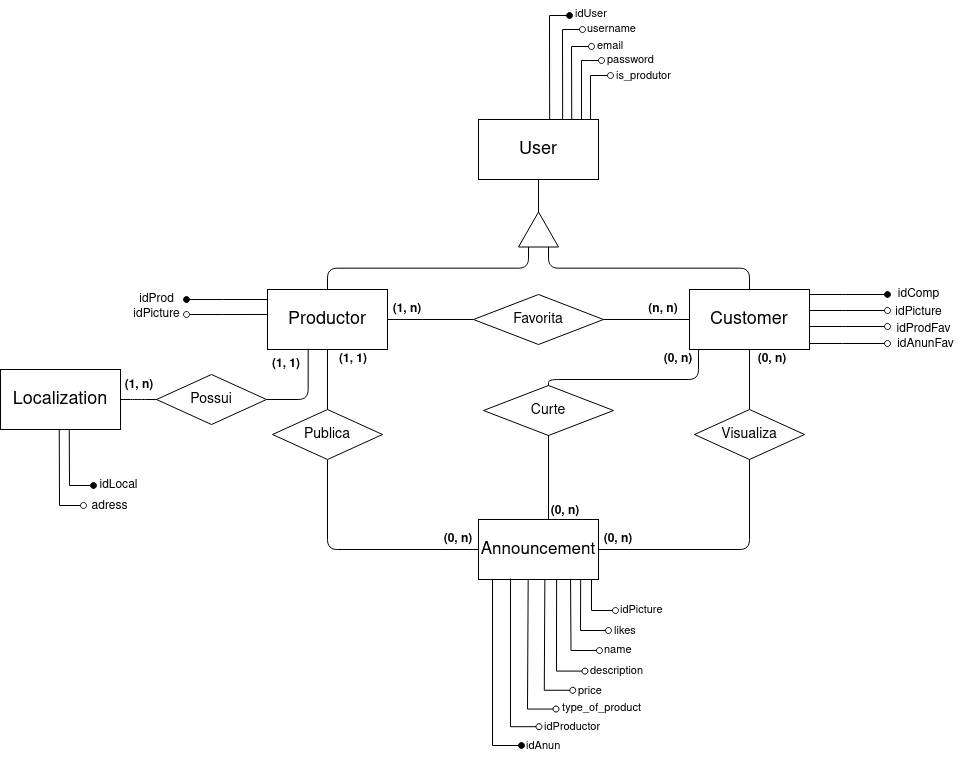 idUser
username
email
password
is_produtor
User
idProd
idPicture
Productor
(1, n)
Favorita
(n, n)
Customer
idComp
idPicture
idProdFav
idAnunFav
(1, 1)
(1, 1)
(0, n)
(0, n)
Localization
(1, n)
Possui
Publica
Curte
Visualiza
idLocal
adress
(0, n)
(0, n)
(0, n)
Announcement
idPicture
likes
name
description
price
type_of_product
idProductor
idAnun